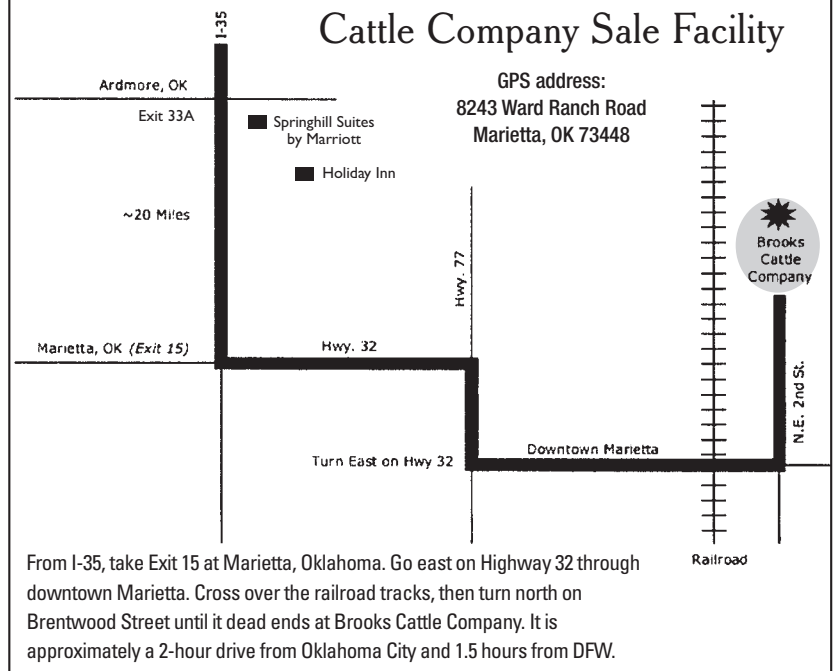 Cattle Company Sale Facility
I-35
GPS address:
8243 Ward Ranch Road
Marietta, OK 73448
Ardmore, OK
Exit 33A
Springhill Suites
by Marriott
Holiday Inn
~20 Miles
Brooks
Cattle
Company
Hwy. 77
Marietta, OK (Exit 15)
Hwy. 32
N.E. 2nd St.
Downtown Marietta
Turn East on Hwy 32
Railroad
From I-35, take Exit 15 at Marietta, Oklahoma. Go east on Highway 32 through
downtown Marietta. Cross over the railroad tracks, then turn north on
Brentwood Street until it dead ends at Brooks Cattle Company. It is
approximately a 2-hour drive from Oklahoma City and 1.5 hours from DFW.